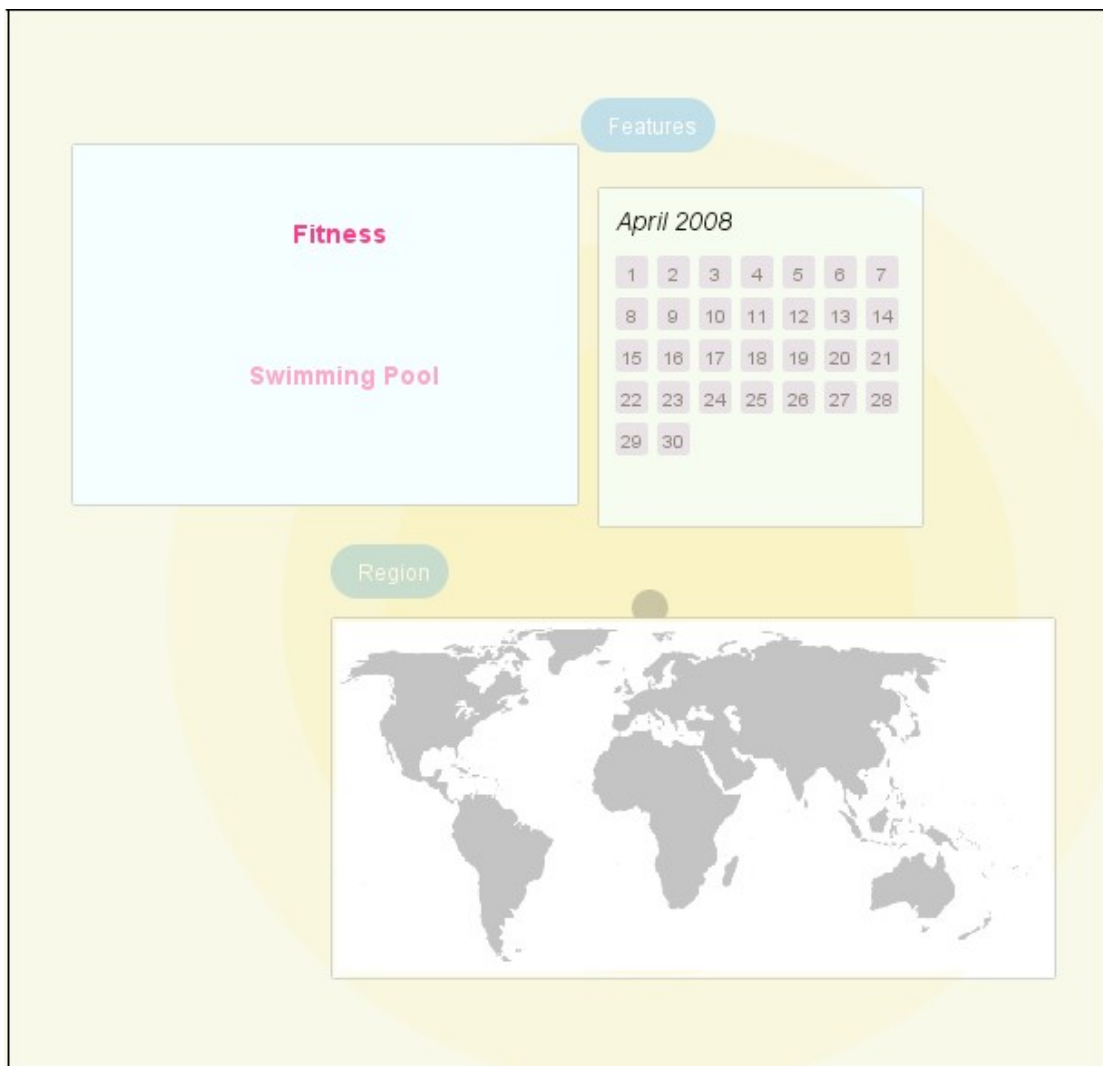 Features
Fitness
Swimming Pool
April 2008
1 2 3 4 5 6 7
8 9 10 11 12 13 14
15 16 17 18 19 20 21
22 23 24 25 26 27 28
29 30
Region